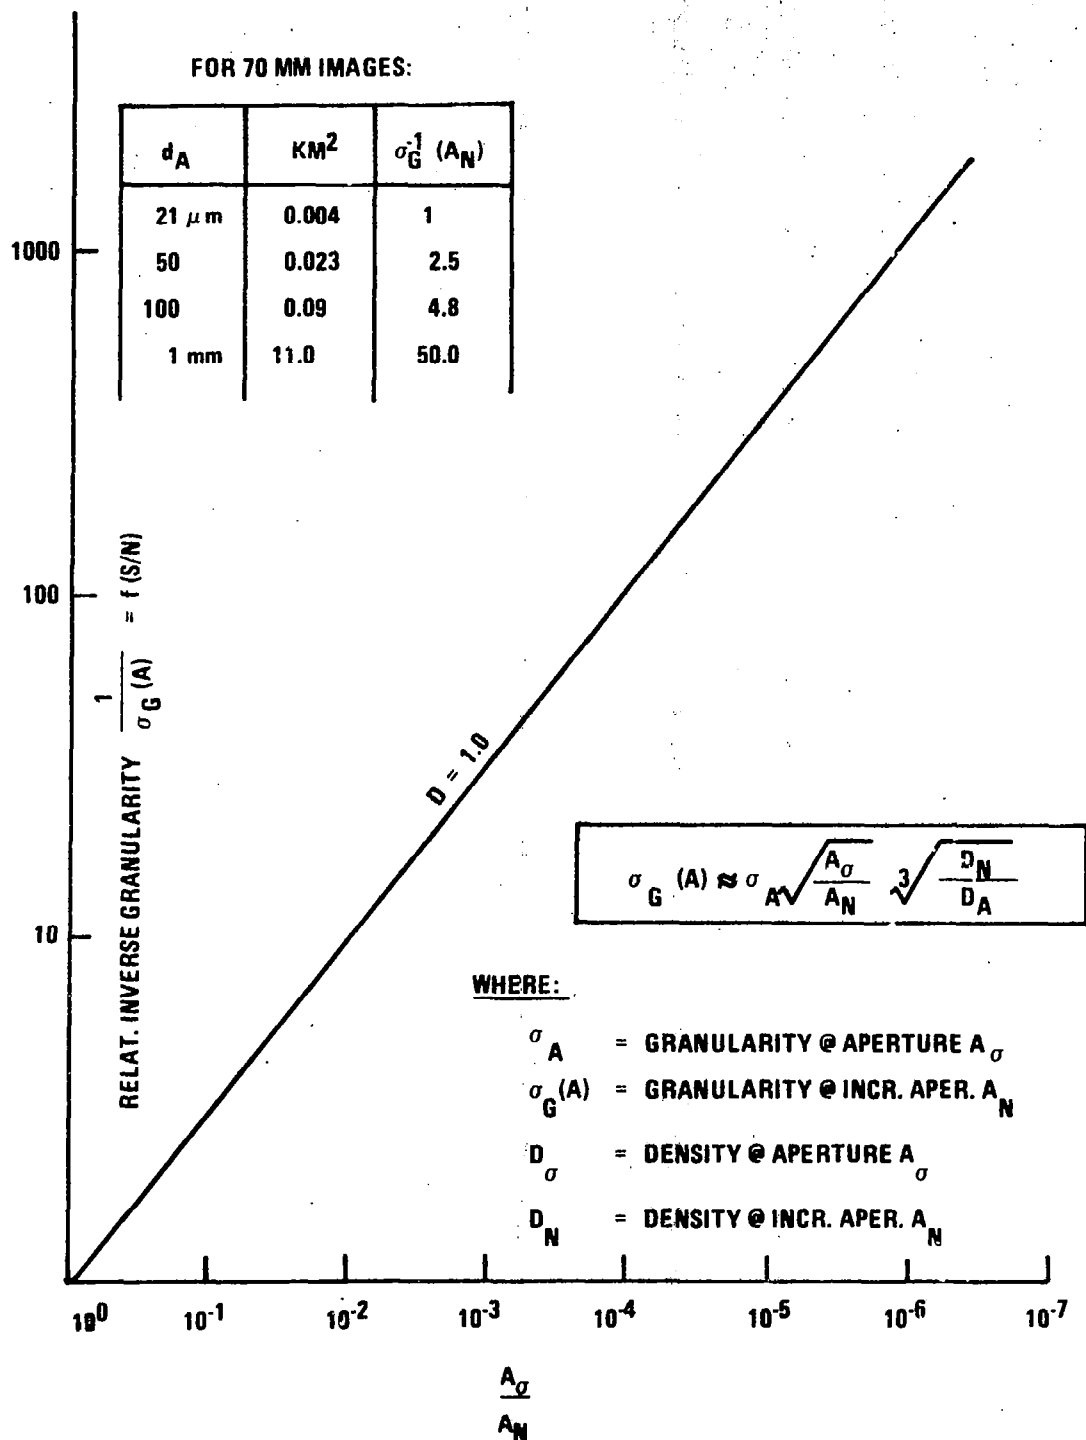 FOR 70 MM IMAGES:
d_A KM² σ_G^-1 (A_N)
21 μm 0.004 1
50 0.023 2.5
100 0.09 4.8
1 mm 11.0 50.0
1000
100
10
RELAT. INVERSE GRANULARITY 1/σ_G(A) = f (S/N)
D = 1.0
σ_G (A) ≈ σ_A √(A_σ/A_N) ∛(D_N/D_A)
WHERE:
σ_A = GRANULARITY @ APERTURE A_σ
σ_G(A) = GRANULARITY @ INCR. APER. A_N
D_σ = DENSITY @ APERTURE A_σ
D_N = DENSITY @ INCR. APER. A_N
10⁰ 10⁻¹ 10⁻² 10⁻³ 10⁻⁴ 10⁻⁵ 10⁻⁶ 10⁻⁷
A_σ
A_N